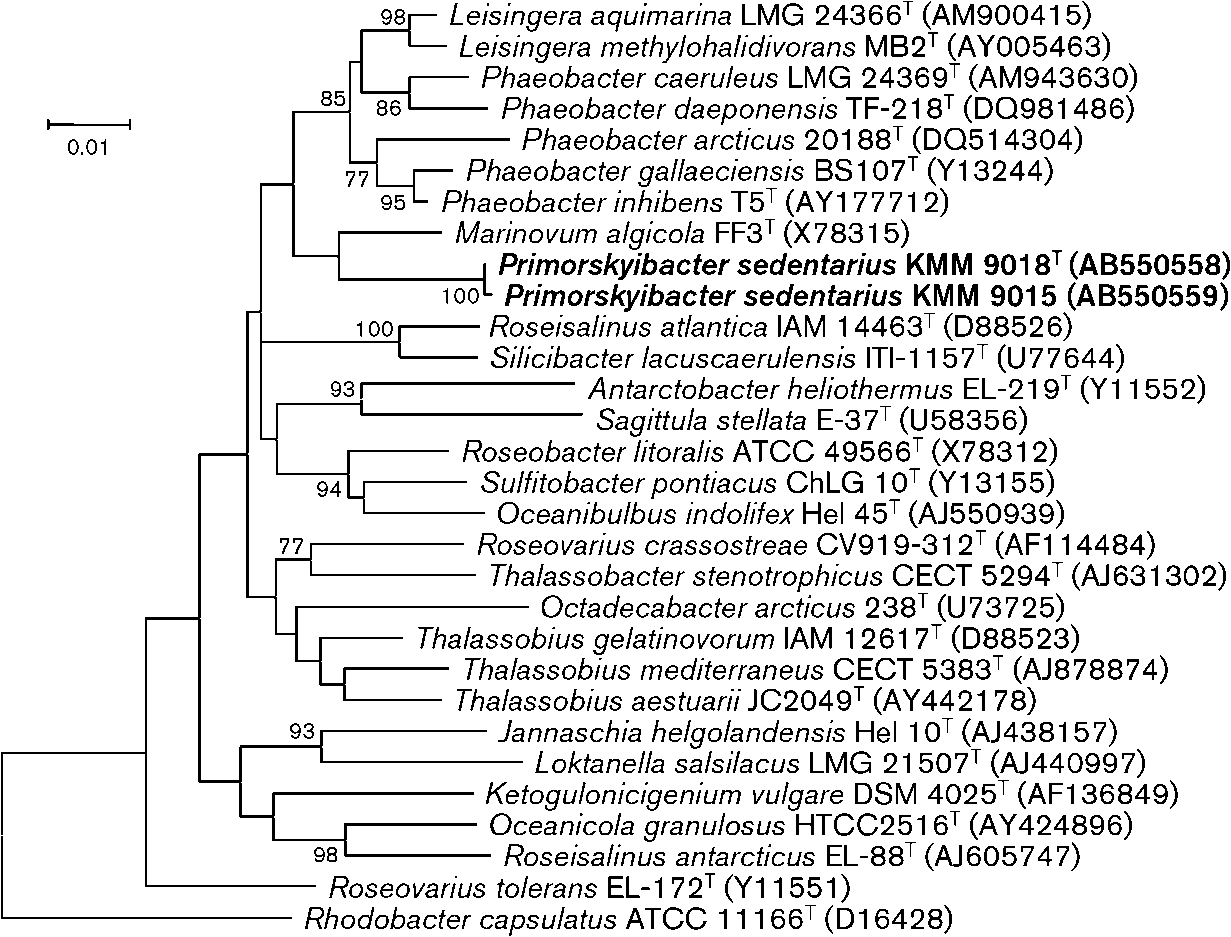 98
Leisingera aquimarina LMG 24366ᵀ (AM900415)
Leisingera methylohalidivorans MB2ᵀ (AY005463)
Phaeobacter caeruleus LMG 24369ᵀ (AM943630)
85
86
Phaeobacter daeponensis TF-218ᵀ (DQ981486)
0.01
Phaeobacter arcticus 20188ᵀ (DQ514304)
77
Phaeobacter gallaeciensis BS107ᵀ (Y13244)
95
Phaeobacter inhibens T5ᵀ (AY177712)
Marinovum algicola FF3ᵀ (X78315)
Primorskyibacter sedentarius KMM 9018ᵀ (AB550558)
100
Primorskyibacter sedentarius KMM 9015 (AB550559)
100
Roseisalinus atlantica IAM 14463ᵀ (D88526)
Silicibacter lacuscaerulensis ITI-1157ᵀ (U77644)
93
Antarctobacter heliothermus EL-219ᵀ (Y11552)
Sagittula stellata E-37ᵀ (U58356)
Roseobacter litoralis ATCC 49566ᵀ (X78312)
94
Sulfitobacter pontiacus ChLG 10ᵀ (Y13155)
Oceanibulbus indolifex Hel 45ᵀ (AJ550939)
77
Roseovarius crassostreae CV919-312ᵀ (AF114484)
Thalassobacter stenotrophicus CECT 5294ᵀ (AJ631302)
Octadecabacter arcticus 238ᵀ (U73725)
Thalassobius gelatinovorum IAM 12617ᵀ (D88523)
Thalassobius mediterraneus CECT 5383ᵀ (AJ878874)
Thalassobius aestuarii JC2049ᵀ (AY442178)
93
Jannaschia helgolandensis Hel 10ᵀ (AJ438157)
Loktanella salsilacus LMG 21507ᵀ (AJ440997)
Ketogulonicigenium vulgare DSM 4025ᵀ (AF136849)
Oceanicola granulosus HTCC2516ᵀ (AY424896)
98
Roseisalinus antarcticus EL-88ᵀ (AJ605747)
Roseovarius tolerans EL-172ᵀ (Y11551)
Rhodobacter capsulatus ATCC 11166ᵀ (D16428)